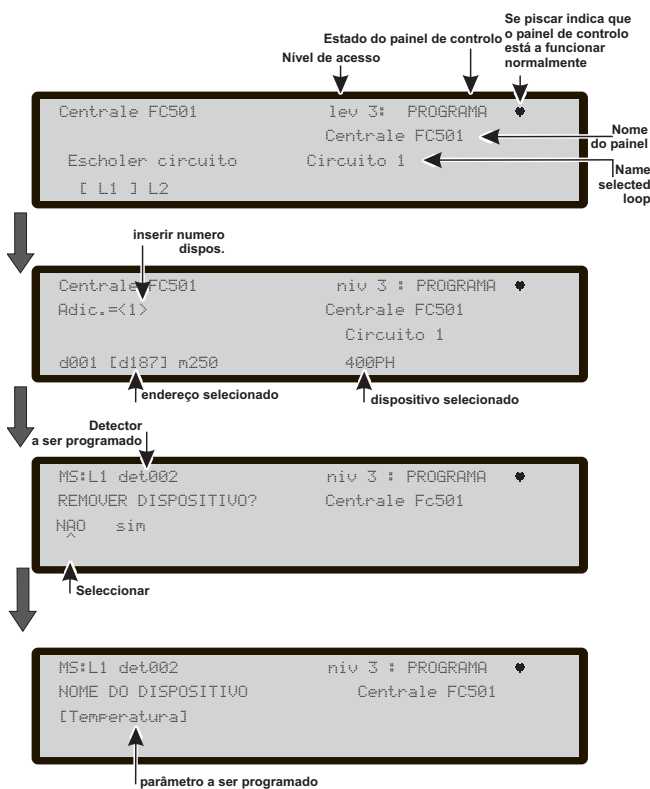 Se piscar indica que
o painel de controlo
está a funcionar
normalmente
Estado do painel de controlo
Nível de acesso
Centrale FC501 lev 3: PROGRAMA ♥
Centrale FC501
Nome
do painel
Escholer circuito Circuito 1
Name
selected
loop
[ L1 ] L2
inserir numero
dispos.
Centrale FC501 niv 3 : PROGRAMA ♥
Adic.=<1> Centrale FC501
Circuito 1
d001 [d187] m250 400PH
endereço selecionado
dispositivo selecionado
Detector
a ser programado
MS:L1 det002 niv 3 : PROGRAMA ♥
REMOVER DISPOSITIVO? Centrale Fc501
NAO sim
^
Seleccionar
MS:L1 det002 niv 3 : PROGRAMA ♥
NOME DO DISPOSITIVO Centrale FC501
[Temperatura]
parâmetro a ser programado